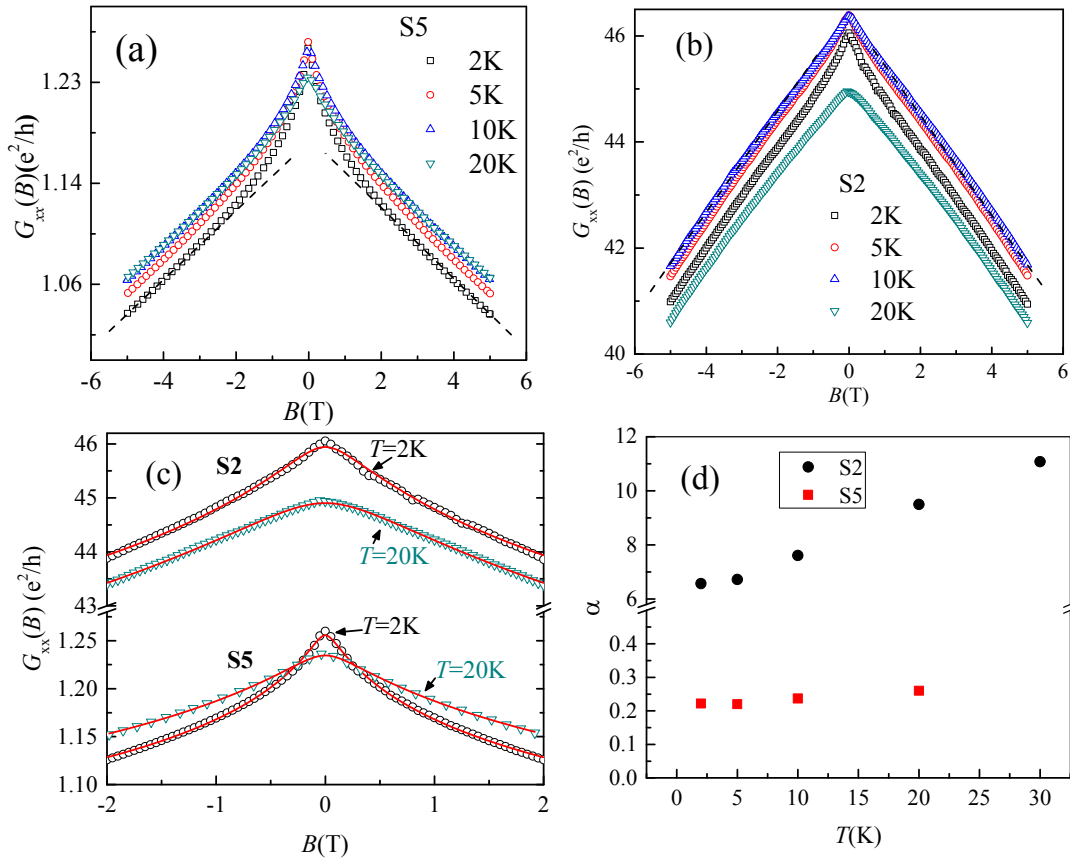 (a)
S5
2K
5K
10K
20K
1.23
1.14
1.06
G_xx(B)(e²/h)
-6 -4 -2 0 2 4 6
B(T)
(b)
46
44
42
40
G_xx(B) (e²/h)
S2
2K
5K
10K
20K
-6 -4 -2 0 2 4 6
B(T)
(c)
S2
T=2K
T=20K
46
45
44
43
G_xx(B) (e²/h)
S5
T=2K
T=20K
1.25
1.20
1.15
1.10
-2 -1 0 1 2
B(T)
(d)
S2
S5
12
10
8
6
α
0.4
0.3
0.2
0.1
0.0
0 5 10 15 20 25 30
T(K)